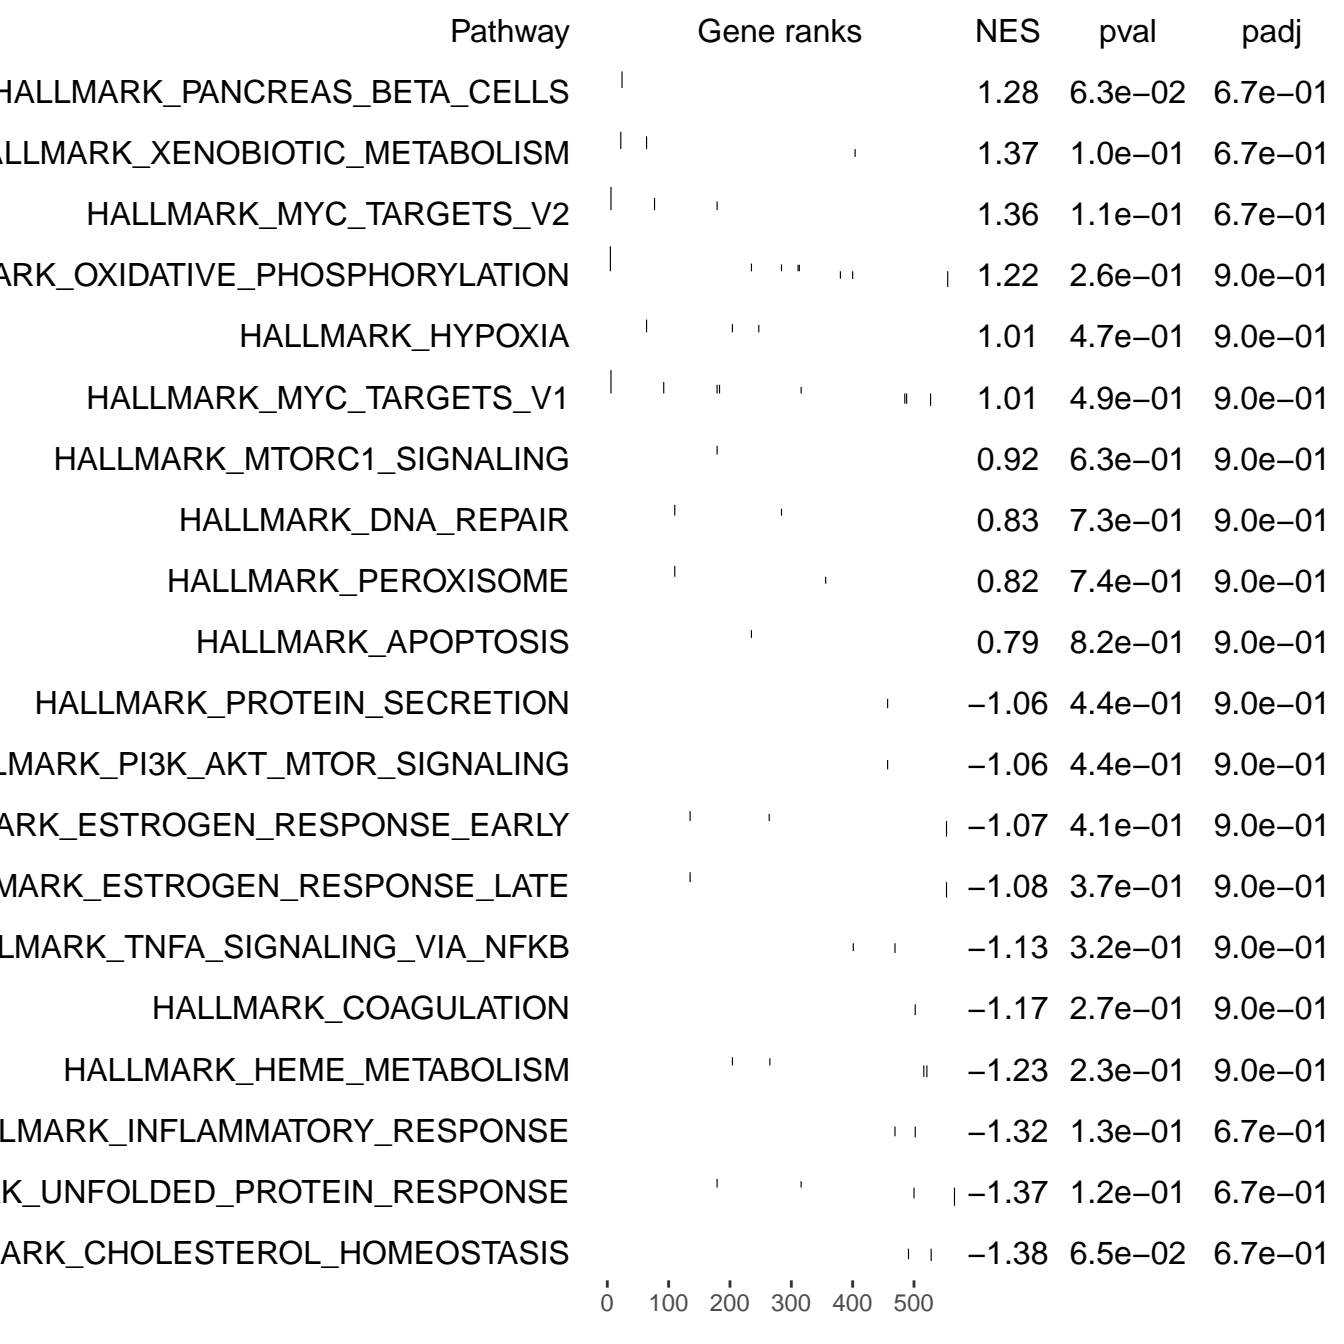 Pathway Gene ranks NES pval padj
HALLMARK_PANCREAS_BETA_CELLS 1.28 6.3e−02 6.7e−01
ALLMARK_XENOBIOTIC_METABOLISM 1.37 1.0e−01 6.7e−01
HALLMARK_MYC_TARGETS_V2 1.36 1.1e−01 6.7e−01
ARK_OXIDATIVE_PHOSPHORYLATION 1.22 2.6e−01 9.0e−01
HALLMARK_HYPOXIA 1.01 4.7e−01 9.0e−01
HALLMARK_MYC_TARGETS_V1 1.01 4.9e−01 9.0e−01
HALLMARK_MTORC1_SIGNALING 0.92 6.3e−01 9.0e−01
HALLMARK_DNA_REPAIR 0.83 7.3e−01 9.0e−01
HALLMARK_PEROXISOME 0.82 7.4e−01 9.0e−01
HALLMARK_APOPTOSIS 0.79 8.2e−01 9.0e−01
HALLMARK_PROTEIN_SECRETION −1.06 4.4e−01 9.0e−01
LMARK_PI3K_AKT_MTOR_SIGNALING −1.06 4.4e−01 9.0e−01
ARK_ESTROGEN_RESPONSE_EARLY −1.07 4.1e−01 9.0e−01
MARK_ESTROGEN_RESPONSE_LATE −1.08 3.7e−01 9.0e−01
LMARK_TNFA_SIGNALING_VIA_NFKB −1.13 3.2e−01 9.0e−01
HALLMARK_COAGULATION −1.17 2.7e−01 9.0e−01
HALLMARK_HEME_METABOLISM −1.23 2.3e−01 9.0e−01
LMARK_INFLAMMATORY_RESPONSE −1.32 1.3e−01 6.7e−01
K_UNFOLDED_PROTEIN_RESPONSE −1.37 1.2e−01 6.7e−01
ARK_CHOLESTEROL_HOMEOSTASIS −1.38 6.5e−02 6.7e−01
0 100 200 300 400 500